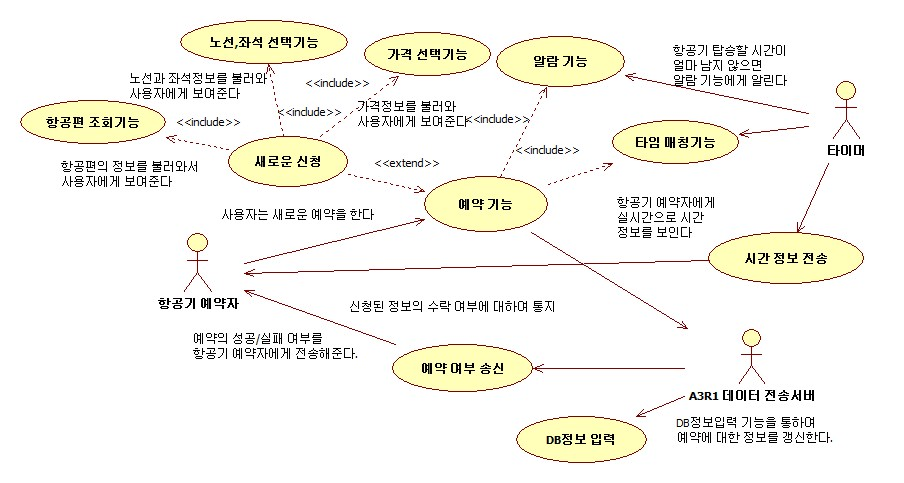 노선,좌석 선택기능
가격 선택기능
알람 기능
항공기 탑승할 시간이
얼마 남지 않으면
알람 기능에게 알린다
노선과 좌석정보를 불러와
사용자에게 보여준다
<<include>>
<<include>>
가격정보를 불러와
사용자에게 보여준다
<<include>>
항공편 조회기능
<<include>>
타임 매칭기능
타이머
새로운 신청
<<extend>>
<<include>>
항공편의 정보를 불러와서
사용자에게 보여준다
예약 기능
사용자는 새로운 예약을 한다
항공기 예약자에게
실시간으로 시간
정보를 보인다
시간 정보 전송
항공기 예약자
신청된 정보의 수락 여부에 대하여 통지
예약의 성공/실패 여부를
항공기 예약자에게 전송해준다.
예약 여부 송신
A3R1 데이터 전송서비
DB정보입력 기능을 통하여
예약에 대한 정보를 갱신한다.
DB정보 입력